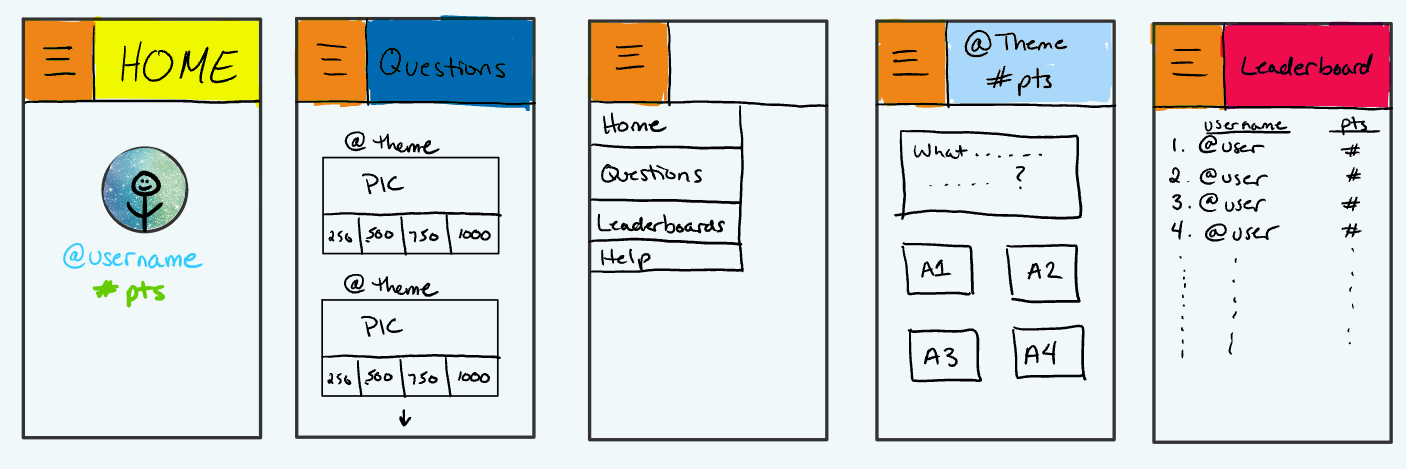 HOME
@username
# pts
Questions
@ theme
PIC
250 500 750 1000
@ theme
PIC
250 500 750 1000
Home
Questions
Leaderboards
Help
@ Theme
# pts
What.......
...... ?
A1 A2
A3 A4
Leaderboard
username pts
1. @user #
2. @user #
3. @user #
4. @user #